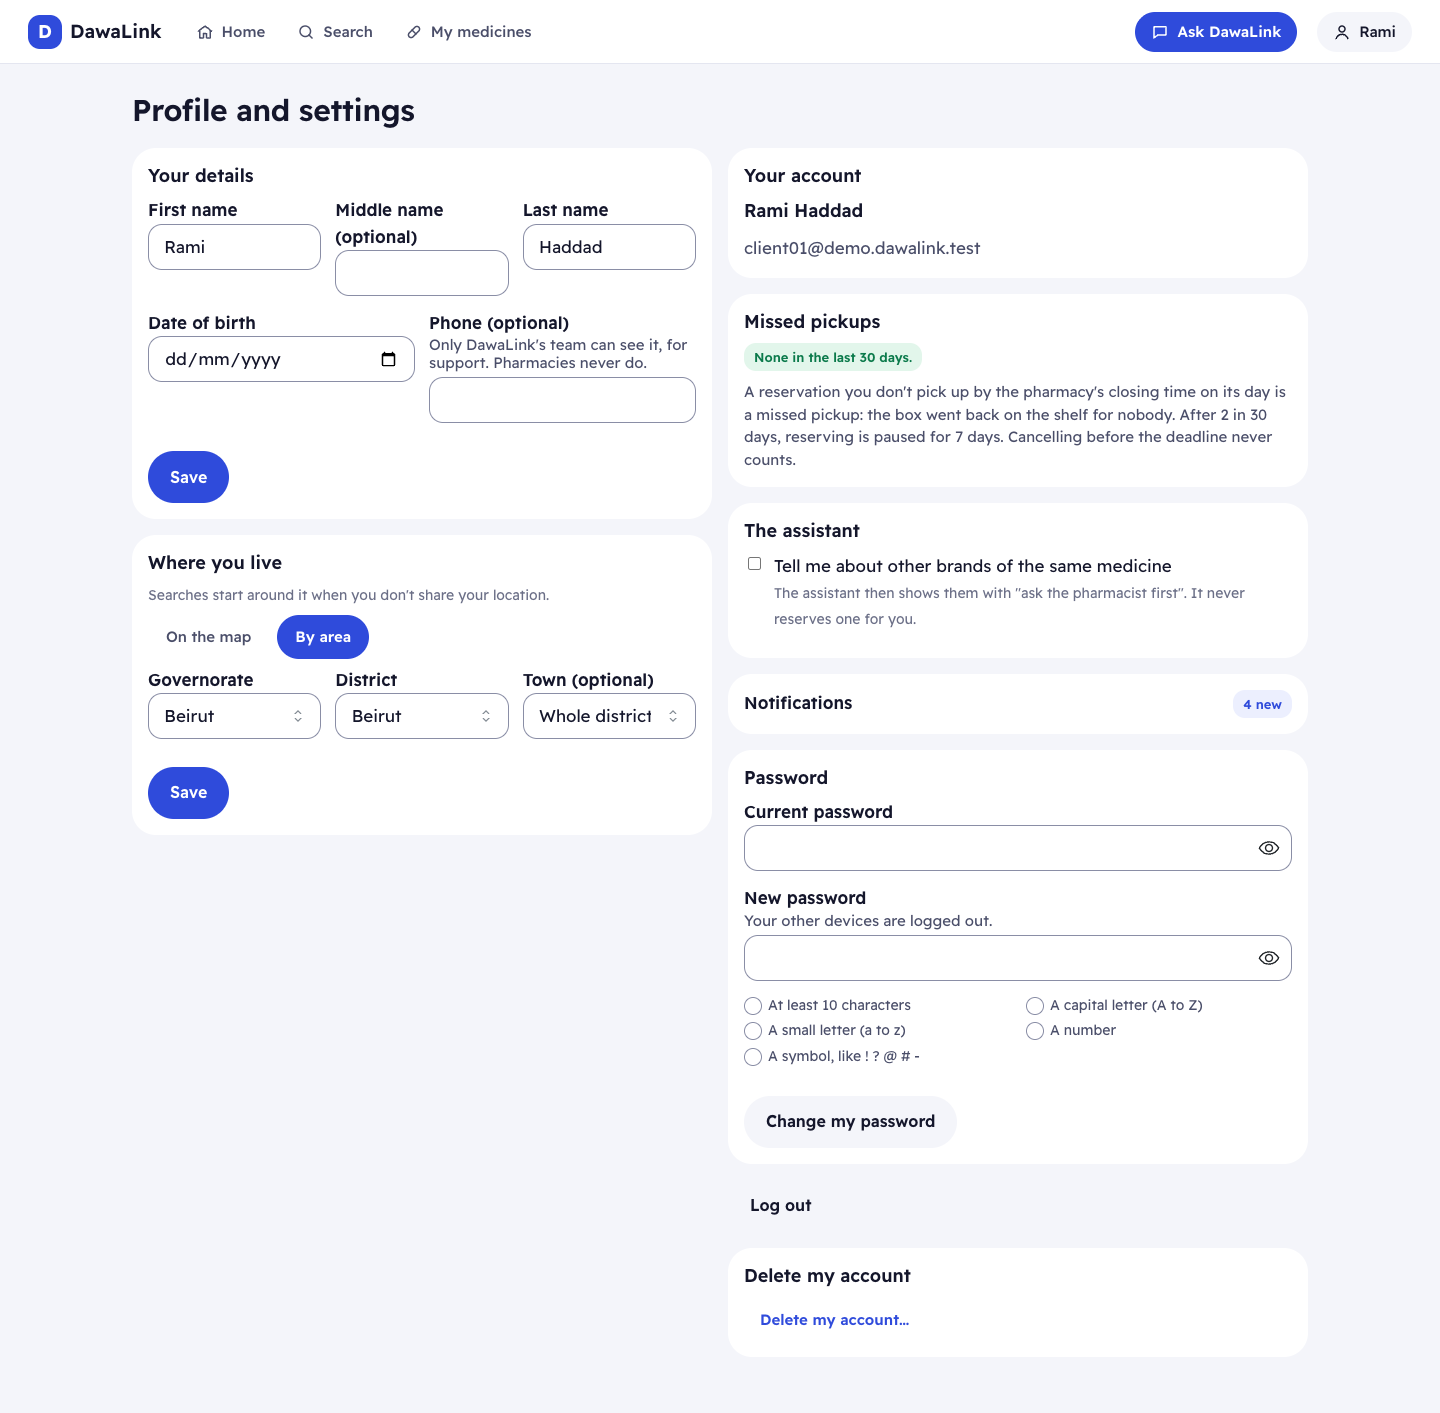 D DawaLink Home Search My medicines Ask DawaLink Rami
Profile and settings
Your details
First name
Rami
Middle name
(optional)
Last name
Haddad
Date of birth
dd/mm/yyyy
Phone (optional)
Only DawaLink's team can see it, for
support. Pharmacies never do.
Save
Where you live
Searches start around it when you don't share your location.
On the map By area
Governorate
Beirut
District
Beirut
Town (optional)
Whole district
Save
Your account
Rami Haddad
client01@demo.dawalink.test
Missed pickups
None in the last 30 days.
A reservation you don't pick up by the pharmacy's closing time on its day is
a missed pickup: the box went back on the shelf for nobody. After 2 in 30
days, reserving is paused for 7 days. Cancelling before the deadline never
counts.
The assistant
Tell me about other brands of the same medicine
The assistant then shows them with "ask the pharmacist first". It never
reserves one for you.
Notifications 4 new
Password
Current password
New password
Your other devices are logged out.
At least 10 characters
A capital letter (A to Z)
A small letter (a to z)
A number
A symbol, like ! ? @ # -
Change my password
Log out
Delete my account
Delete my account...